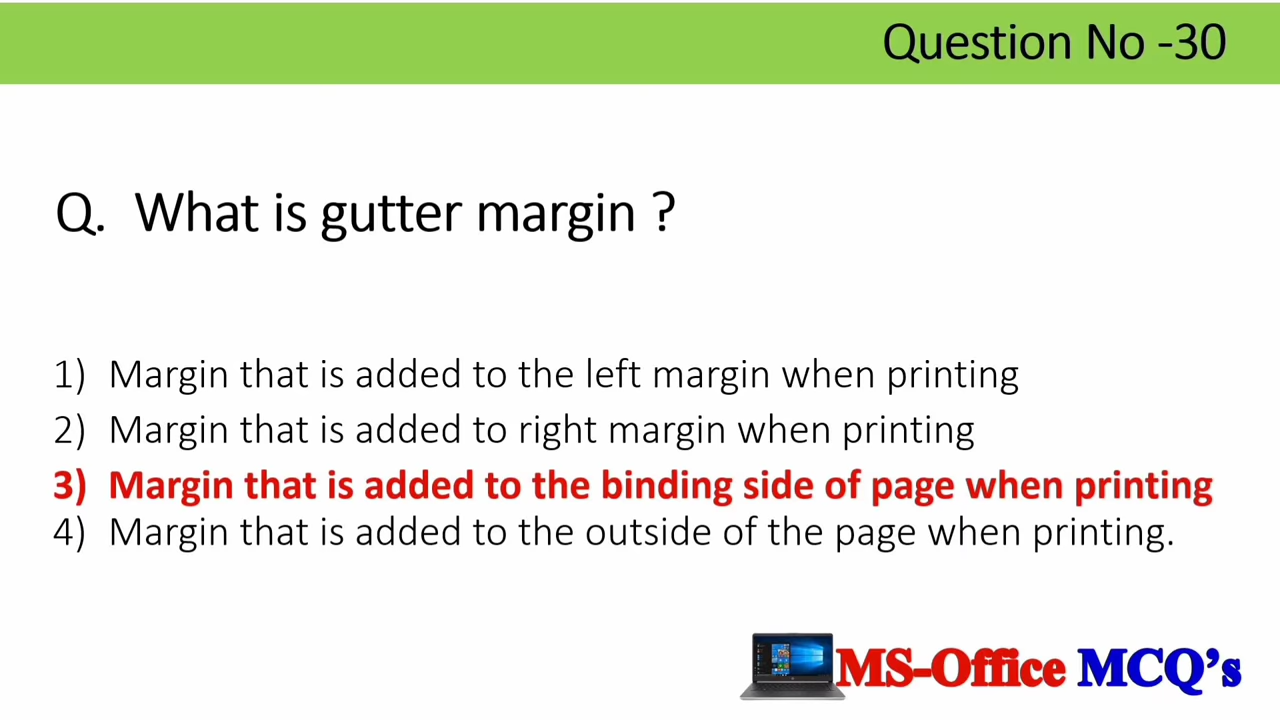 Question No -30
Q. What is gutter margin ?
1) Margin that is added to the left margin when printing
2) Margin that is added to right margin when printing
3) Margin that is added to the binding side of page when printing
4) Margin that is added to the outside of the page when printing.
MS-Office MCQ’s